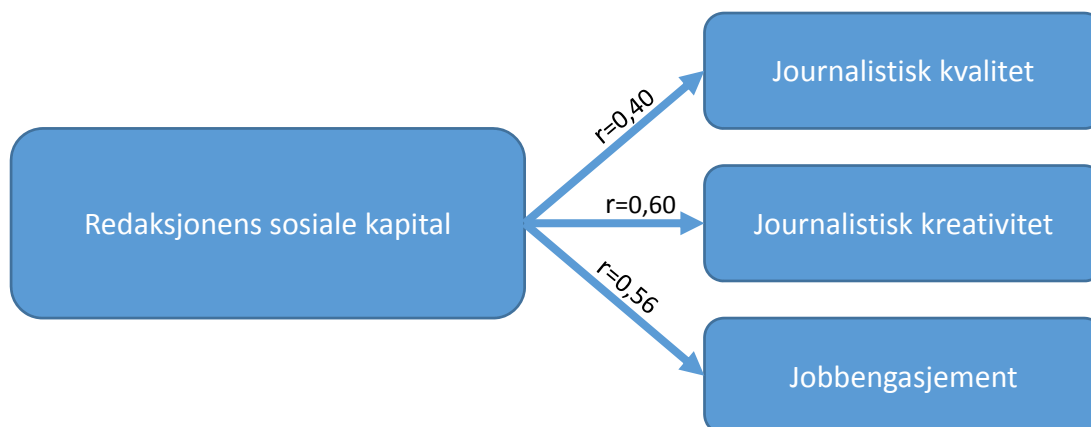 Journalistisk kvalitet
r=0,40
Redaksjonens sosiale kapital
r=0,60
Journalistisk kreativitet
r=0,56
Jobbengasjement